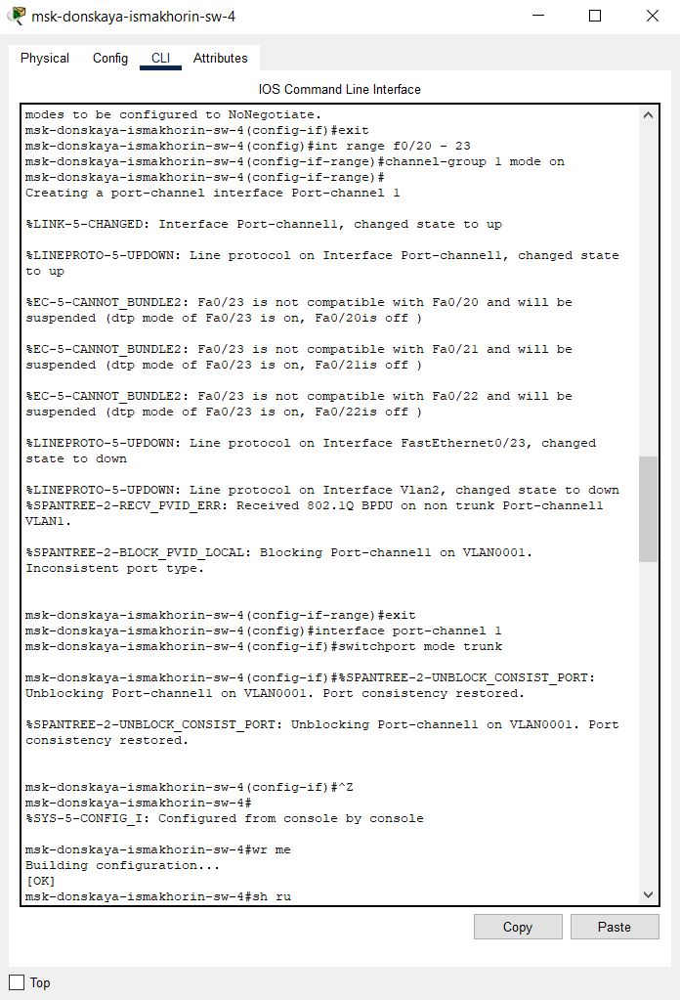 msk-donskaya-ismakhorin-sw-4
Physical Config CLI Attributes
IOS Command Line Interface
modes to be configured to NoNegotiate.
msk-donskaya-ismakhorin-sw-4(config-if)#exit
msk-donskaya-ismakhorin-sw-4(config)#int range f0/20 - 23
msk-donskaya-ismakhorin-sw-4(config-if-range)#channel-group 1 mode on
msk-donskaya-ismakhorin-sw-4(config-if-range)#
Creating a port-channel interface Port-channel 1
%LINK-5-CHANGED: Interface Port-channel1, changed state to up
%LINEPROTO-5-UPDOWN: Line protocol on Interface Port-channel1, changed state
to up
%EC-5-CANNOT_BUNDLE2: Fa0/23 is not compatible with Fa0/20 and will be
suspended (dtp mode of Fa0/23 is on, Fa0/20is off )
%EC-5-CANNOT_BUNDLE2: Fa0/23 is not compatible with Fa0/21 and will be
suspended (dtp mode of Fa0/23 is on, Fa0/21is off )
%EC-5-CANNOT_BUNDLE2: Fa0/23 is not compatible with Fa0/22 and will be
suspended (dtp mode of Fa0/23 is on, Fa0/22is off )
%LINEPROTO-5-UPDOWN: Line protocol on Interface FastEthernet0/23, changed
state to down
%LINEPROTO-5-UPDOWN: Line protocol on Interface Vlan2, changed state to down
%SPANTREE-2-RECV_PVID_ERR: Received 802.1Q BPDU on non trunk Port-channel1
VLAN1.
%SPANTREE-2-BLOCK_PVID_LOCAL: Blocking Port-channel1 on VLAN0001.
Inconsistent port type.
msk-donskaya-ismakhorin-sw-4(config-if-range)#exit
msk-donskaya-ismakhorin-sw-4(config)#interface port-channel 1
msk-donskaya-ismakhorin-sw-4(config-if)#switchport mode trunk
msk-donskaya-ismakhorin-sw-4(config-if)#%SPANTREE-2-UNBLOCK_CONSIST_PORT:
Unblocking Port-channel1 on VLAN0001. Port consistency restored.
%SPANTREE-2-UNBLOCK_CONSIST_PORT: Unblocking Port-channel1 on VLAN0001. Port
consistency restored.
msk-donskaya-ismakhorin-sw-4(config-if)#^Z
msk-donskaya-ismakhorin-sw-4#
%SYS-5-CONFIG_I: Configured from console by console
msk-donskaya-ismakhorin-sw-4#wr me
Building configuration...
[OK]
msk-donskaya-ismakhorin-sw-4#sh ru
Copy Paste
Top